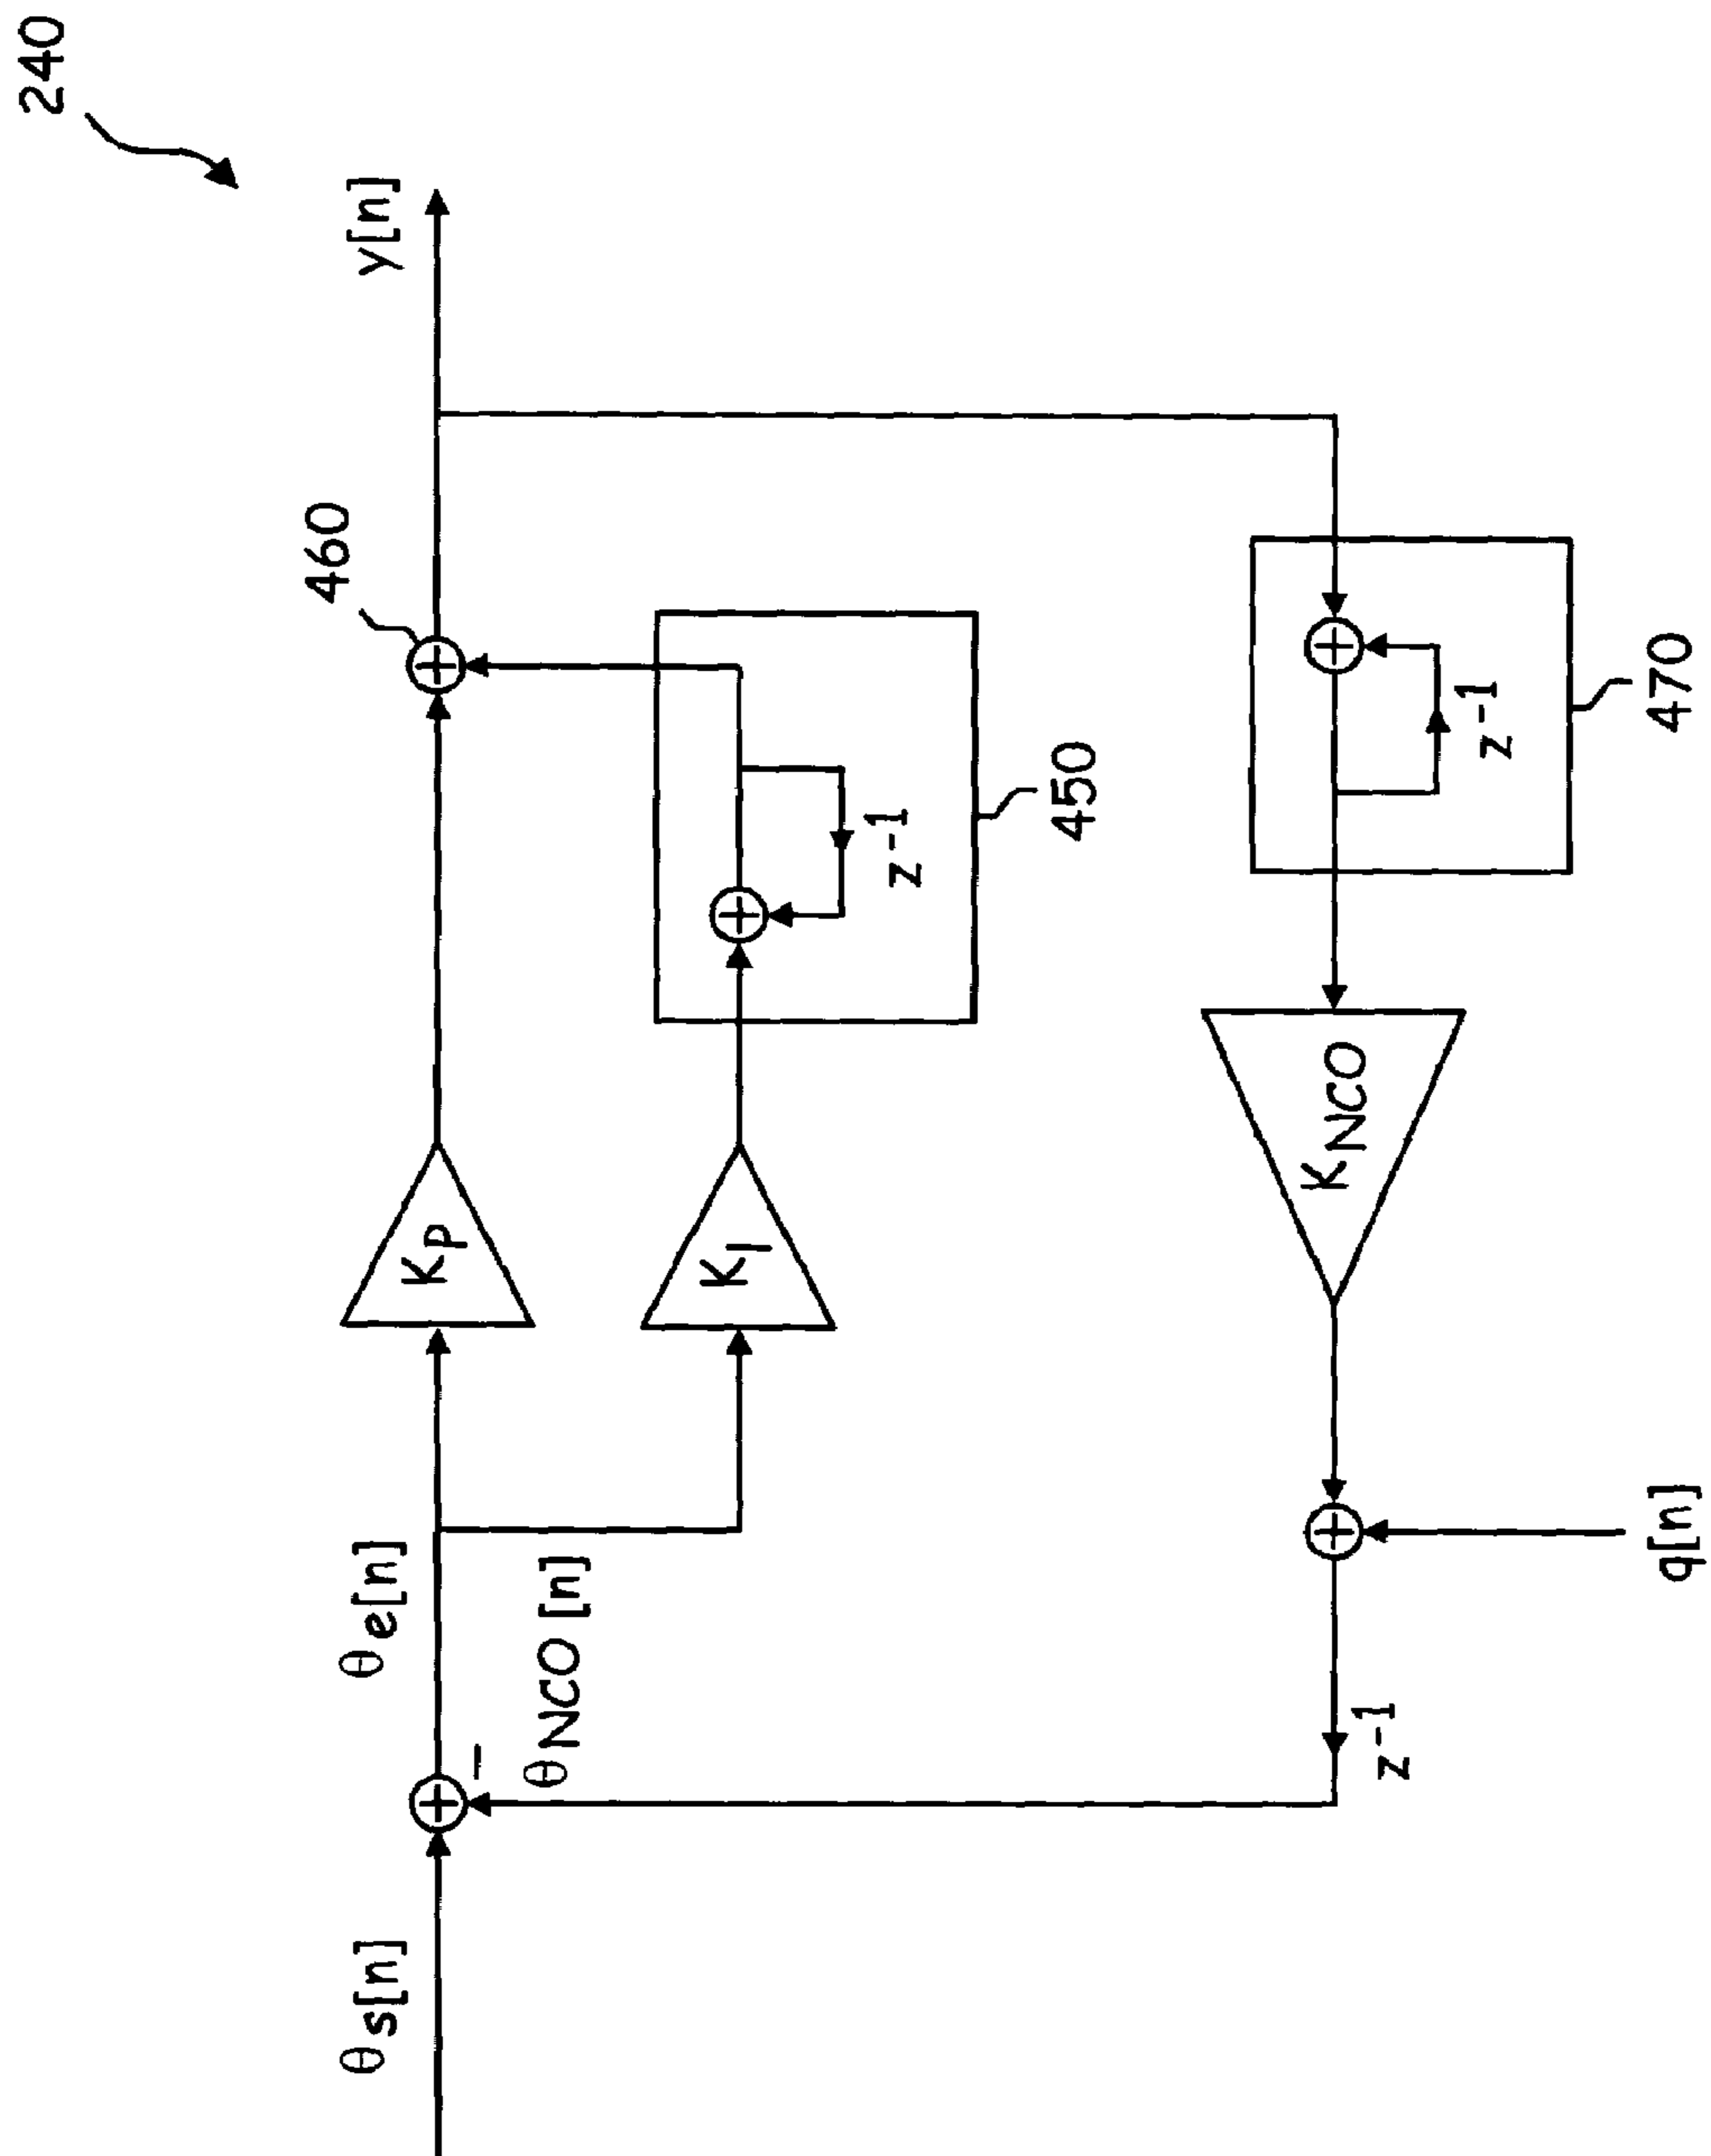 240
θs[n]
θe[n]
θNCO[n]
−
KP
KI
z-1
450
460
y[n]
z-1
470
KNCO
q[n]
z-1